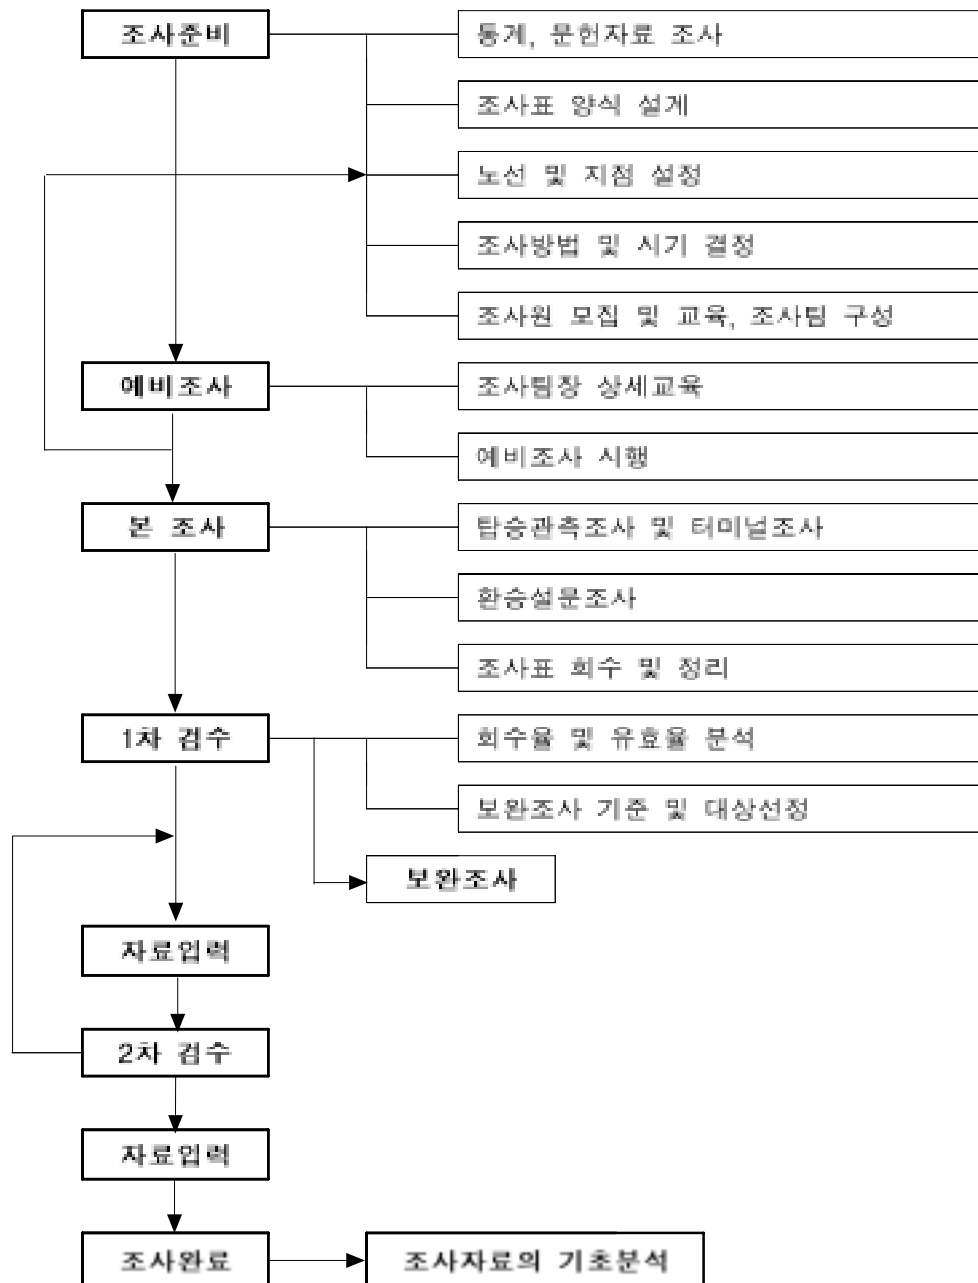 조사준비
통계, 문헌자료 조사
조사표 양식 설계
노선 및 지점 설정
조사방법 및 시기 결정
조사원 모집 및 교육, 조사팀 구성
예비조사
조사팀장 상세교육
예비조사 시행
본 조사
탑승관측조사 및 터미널조사
환승설문조사
조사표 회수 및 정리
1차 검수
회수율 및 유효율 분석
보완조사 기준 및 대상선정
보완조사
자료입력
2차 검수
자료입력
조사완료
조사자료의 기초분석